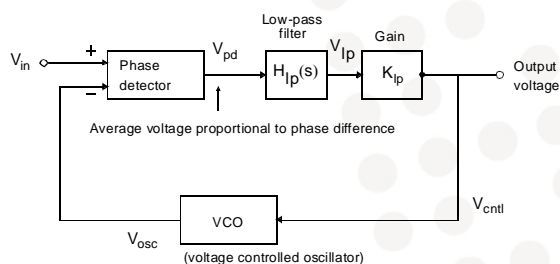 Low-pass
filter
V_in
+
−
Phase
detector
V_pd
H_lp(s)
V_lp
Gain
K_lp
Output
voltage
Average voltage proportional to phase difference
VCO
V_osc
V_cntl
(voltage controlled oscillator)